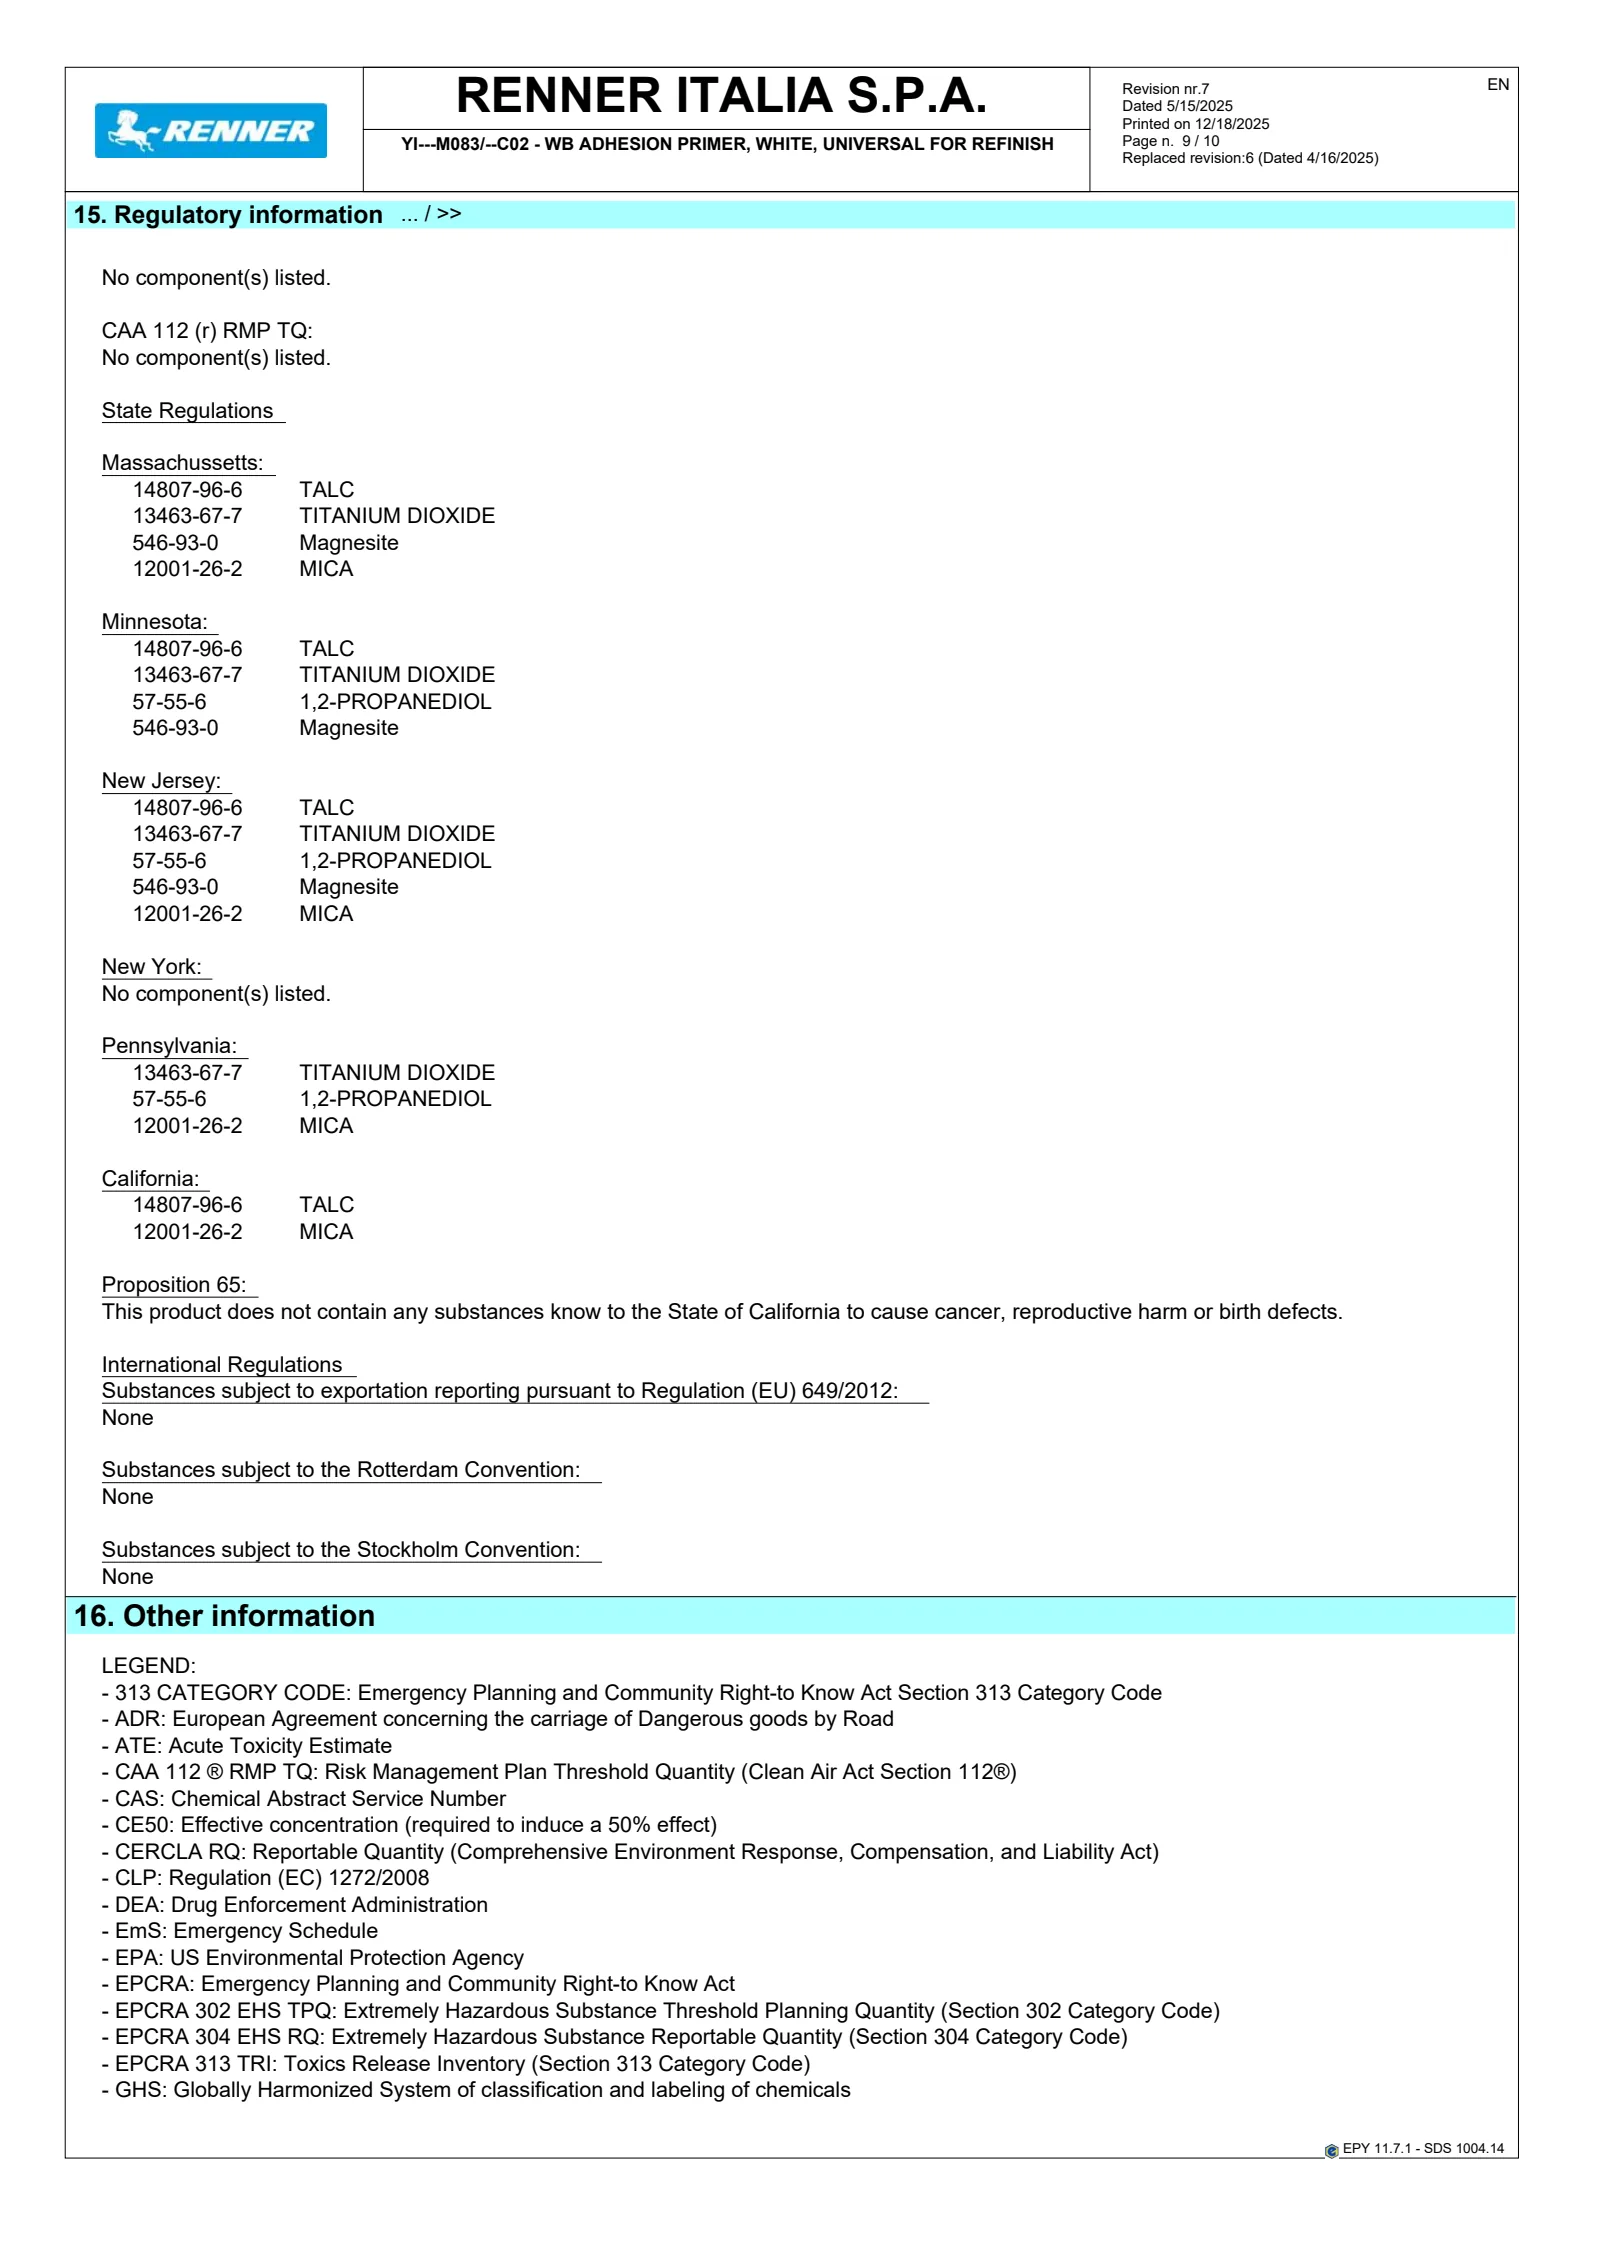 RENNER
RENNER ITALIA S.P.A.
YI---M083/--C02 - WB ADHESION PRIMER, WHITE, UNIVERSAL FOR REFINISH
Revision nr.7
Dated 5/15/2025
Printed on 12/18/2025
Page n. 9 / 10
Replaced revision:6 (Dated 4/16/2025)
EN
15. Regulatory information ... / >>
No component(s) listed.
CAA 112 (r) RMP TQ:
No component(s) listed.
State Regulations
Massachussetts:
14807-96-6 TALC
13463-67-7 TITANIUM DIOXIDE
546-93-0 Magnesite
12001-26-2 MICA
Minnesota:
14807-96-6 TALC
13463-67-7 TITANIUM DIOXIDE
57-55-6 1,2-PROPANEDIOL
546-93-0 Magnesite
New Jersey:
14807-96-6 TALC
13463-67-7 TITANIUM DIOXIDE
57-55-6 1,2-PROPANEDIOL
546-93-0 Magnesite
12001-26-2 MICA
New York:
No component(s) listed.
Pennsylvania:
13463-67-7 TITANIUM DIOXIDE
57-55-6 1,2-PROPANEDIOL
12001-26-2 MICA
California:
14807-96-6 TALC
12001-26-2 MICA
Proposition 65:
This product does not contain any substances know to the State of California to cause cancer, reproductive harm or birth defects.
International Regulations
Substances subject to exportation reporting pursuant to Regulation (EU) 649/2012:
None
Substances subject to the Rotterdam Convention:
None
Substances subject to the Stockholm Convention:
None
16. Other information
LEGEND:
- 313 CATEGORY CODE: Emergency Planning and Community Right-to Know Act Section 313 Category Code
- ADR: European Agreement concerning the carriage of Dangerous goods by Road
- ATE: Acute Toxicity Estimate
- CAA 112 ® RMP TQ: Risk Management Plan Threshold Quantity (Clean Air Act Section 112®)
- CAS: Chemical Abstract Service Number
- CE50: Effective concentration (required to induce a 50% effect)
- CERCLA RQ: Reportable Quantity (Comprehensive Environment Response, Compensation, and Liability Act)
- CLP: Regulation (EC) 1272/2008
- DEA: Drug Enforcement Administration
- EmS: Emergency Schedule
- EPA: US Environmental Protection Agency
- EPCRA: Emergency Planning and Community Right-to Know Act
- EPCRA 302 EHS TPQ: Extremely Hazardous Substance Threshold Planning Quantity (Section 302 Category Code)
- EPCRA 304 EHS RQ: Extremely Hazardous Substance Reportable Quantity (Section 304 Category Code)
- EPCRA 313 TRI: Toxics Release Inventory (Section 313 Category Code)
- GHS: Globally Harmonized System of classification and labeling of chemicals
EPY 11.7.1 - SDS 1004.14